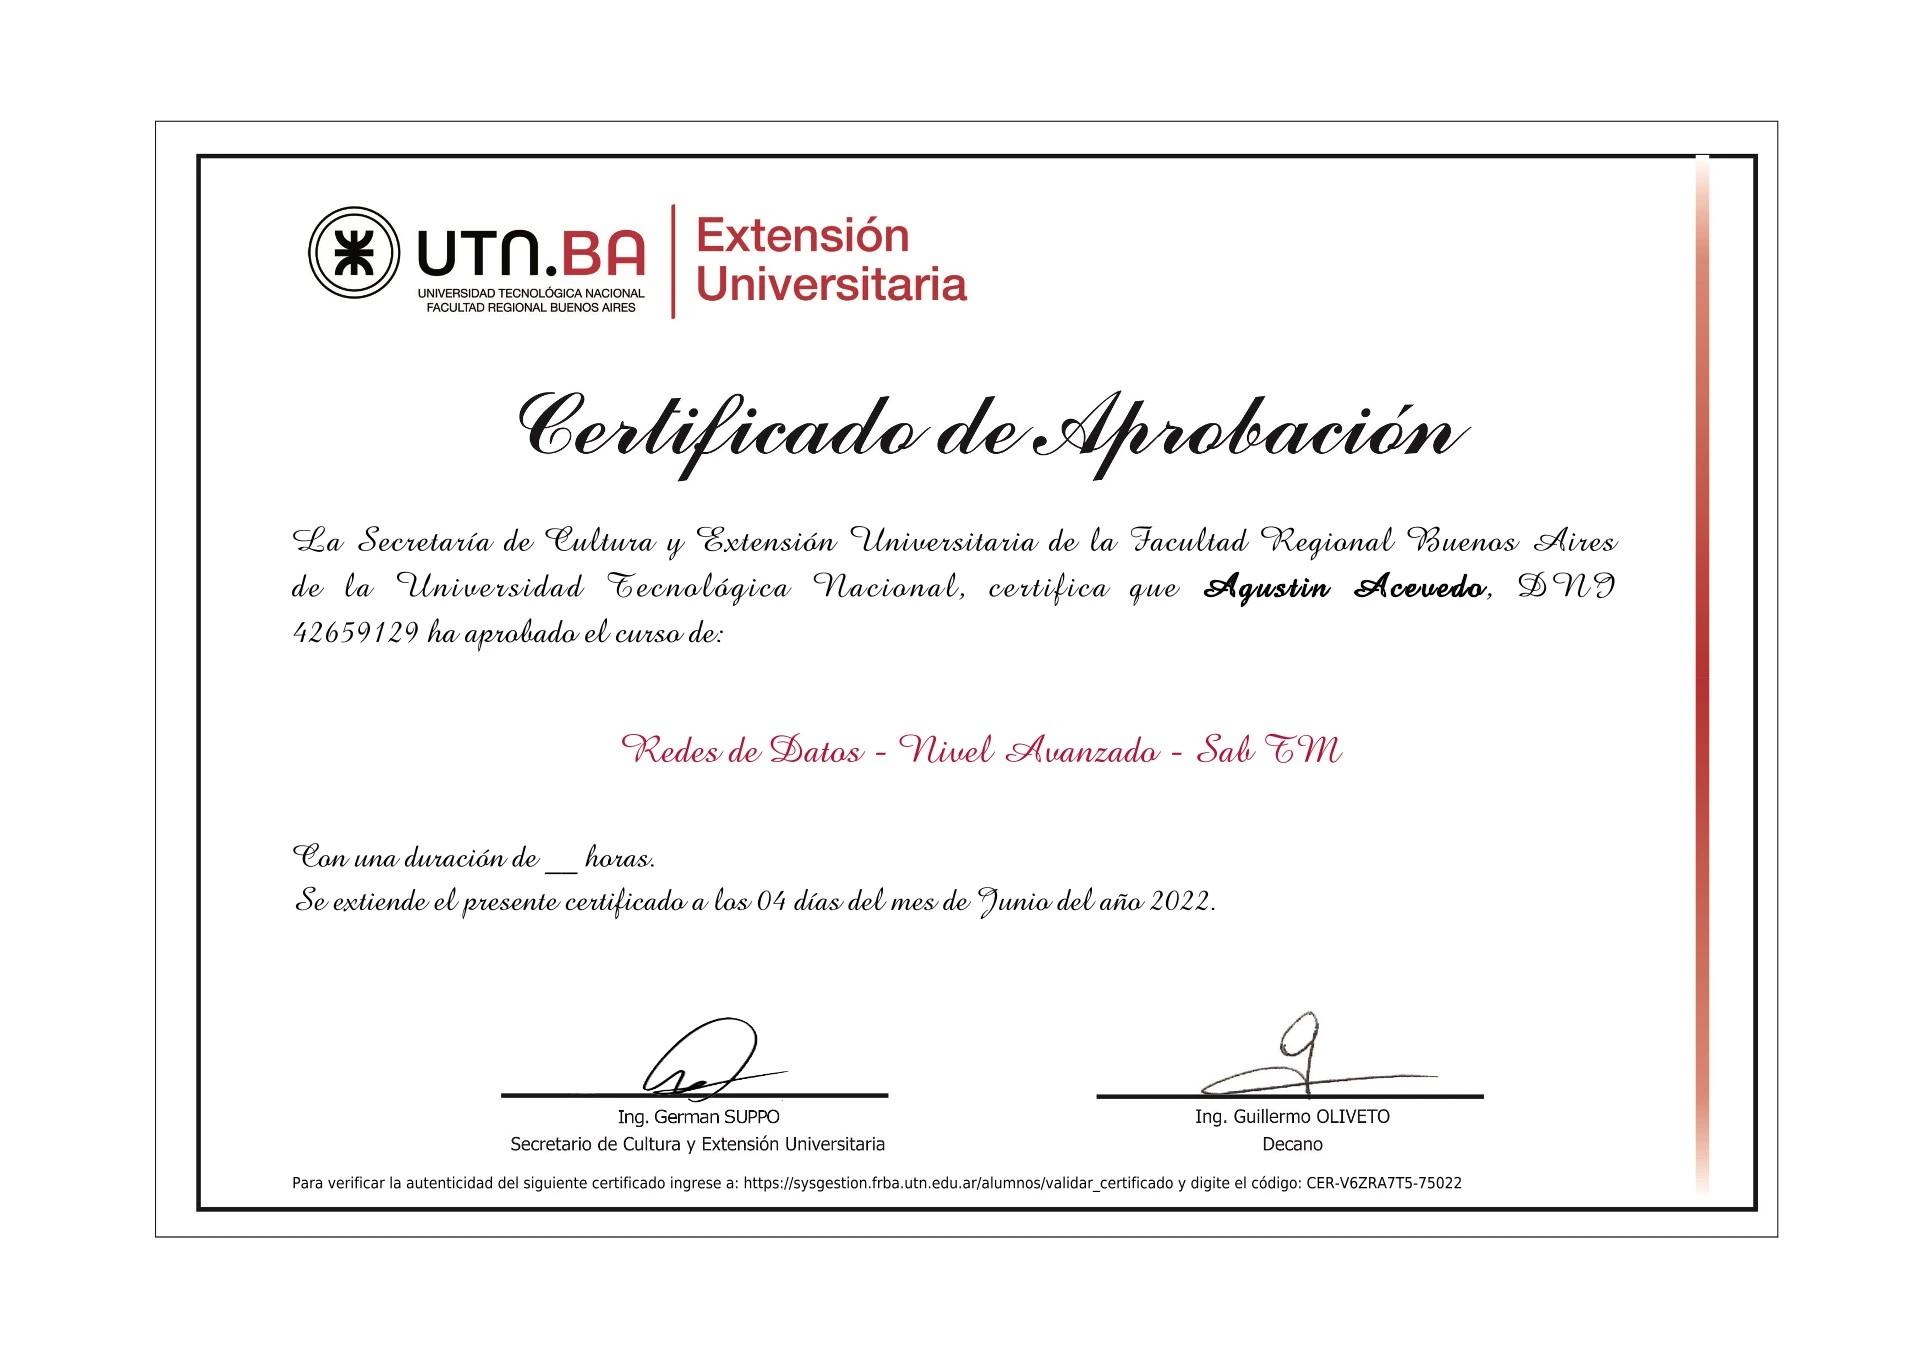 UTN.BA
UNIVERSIDAD TECNOLÓGICA NACIONAL
FACULTAD REGIONAL BUENOS AIRES
Extensión
Universitaria
Certificado de Aprobación
La Secretaría de Cultura y Extensión Universitaria de la Facultad Regional Buenos Aires
de la Universidad Tecnológica Nacional, certifica que Agustin Acevedo, DNI
42659129 ha aprobado el curso de:
Redes de Datos - Nivel Avanzado - Sab TM
Con una duración de __ horas.
Se extiende el presente certificado a los 04 días del mes de Junio del año 2022.
Ing. German SUPPO
Secretario de Cultura y Extensión Universitaria
Ing. Guillermo OLIVETO
Decano
Para verificar la autenticidad del siguiente certificado ingrese a: https://sysgestion.frba.utn.edu.ar/alumnos/validar_certificado y digite el código: CER-V6ZRA7T5-75022